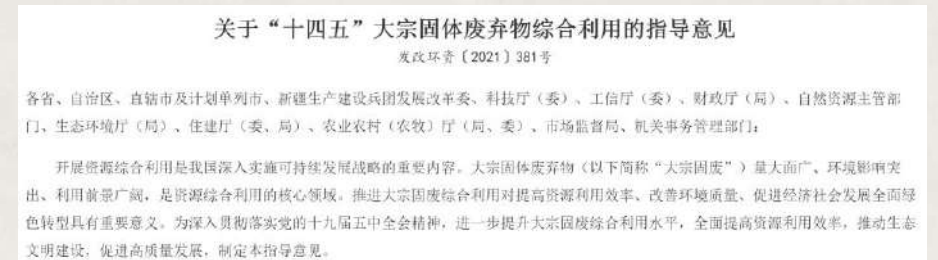 关于“十四五”大宗固体废弃物综合利用的指导意见
发改环资〔2021〕381号
各省、自治区、直辖市及计划单列市、新疆生产建设兵团发展改革委、科技厅（委）、工信厅（委）、财政厅（局）、自然资源主管部
门、生态环境厅（局）、住建厅（委、局）、农业农村（农牧）厅（局、委）、市场监督局、机关事务管理部门：
开展资源综合利用是我国深入实施可持续发展战略的重要内容。大宗固体废弃物（以下简称“大宗固废”）量大面广、环境影响突
出、利用前景广阔，是资源综合利用的核心领域。推进大宗固废综合利用对提高资源利用效率、改善环境质量、促进经济社会发展全面绿
色转型具有重要意义。为深入贯彻落实党的十九届五中全会精神，进一步提升大宗固废综合利用水平，全面提高资源利用效率，推动生态
文明建设，促进高质量发展，制定本指导意见。